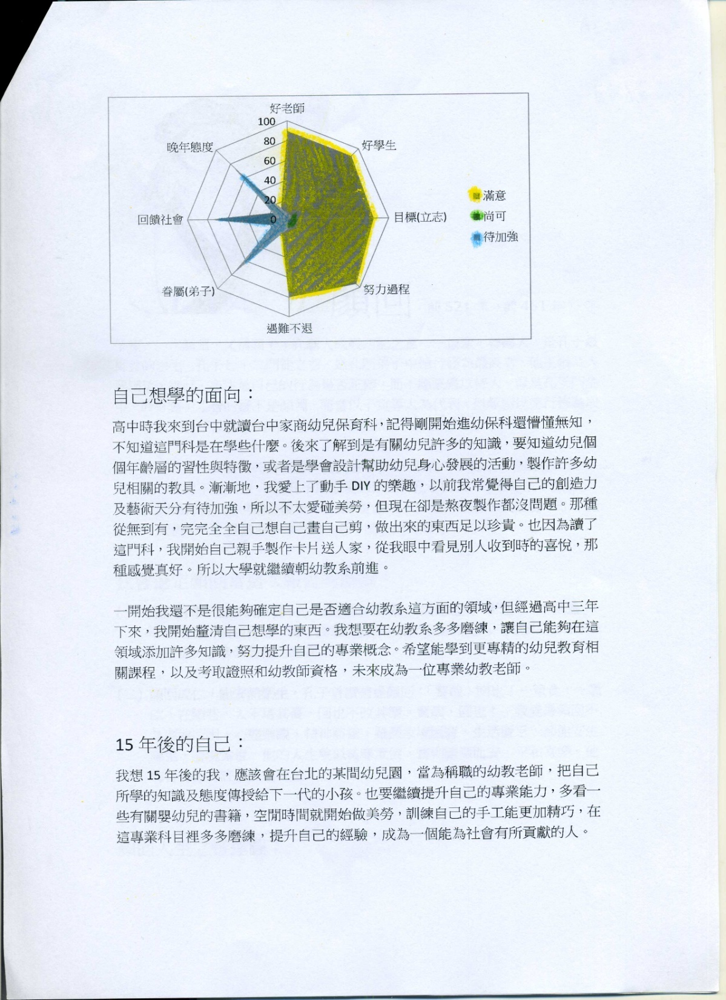 好老師
100
80
60
40
20
0
晚年態度
好學生
回饋社會
目標(立志)
滿意
尚可
待加強
眷屬(弟子)
努力過程
遇難不退
自己想學的面向：
高中時我來到台中就讀台中家商幼兒保育科，記得剛開始進幼保科還懵懂無知，
不知道這門科是在學些什麼。後來了解到是有關幼兒許多的知識，要知道幼兒個
個年齡層的習性與特徵，或者是學會設計幫助幼兒身心發展的活動，製作許多幼
兒相關的教具。漸漸地，我愛上了動手 DIY 的樂趣，以前我常覺得自己的創造力
及藝術天分有待加強，所以不太愛碰美勞，但現在卻是熬夜製作都沒問題。那種
從無到有，完完全全自己想自己畫自己剪，做出來的東西足以珍貴。也因為讀了
這門科，我開始自己親手製作卡片送人家，從我眼中看見別人收到時的喜悅，那
種感覺真好。所以大學就繼續朝幼教系前進。
一開始我還不是很能夠確定自己是否適合幼教系這方面的領域，但經過高中三年
下來，我開始釐清自己想學的東西。我想要在幼教系多多磨練，讓自己能夠在這
領域添加許多知識，努力提升自己的專業概念。希望能學到更專精的幼兒教育相
關課程，以及考取證照和幼教師資格，未來成為一位專業幼教老師。
15 年後的自己：
我想 15 年後的我，應該會在台北的某間幼兒園，當為稱職的幼教老師，把自己
所學的知識及態度傳授給下一代的小孩。也要繼續提升自己的專業能力，多看一
些有關嬰幼兒的書籍，空閒時間就開始做美勞，訓練自己的手工能更加精巧，在
這專業科目裡多多磨練，提升自己的經驗，成為一個能為社會有所貢獻的人。